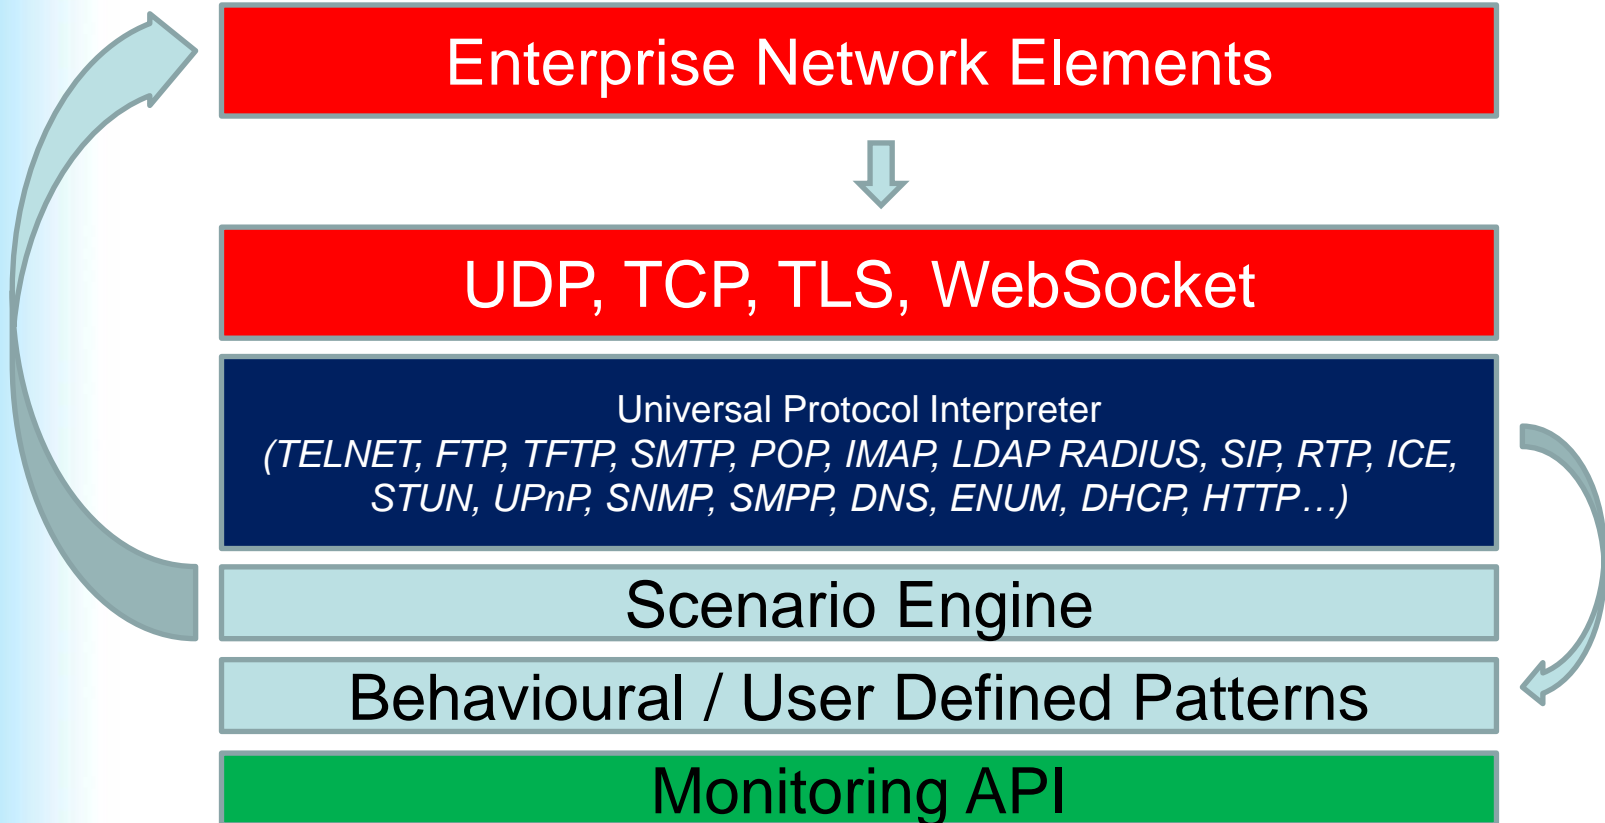 Enterprise Network Elements
UDP, TCP, TLS, WebSocket
Universal Protocol Interpreter
(TELNET, FTP, TFTP, SMTP, POP, IMAP, LDAP RADIUS, SIP, RTP, ICE,
STUN, UPnP, SNMP, SMPP, DNS, ENUM, DHCP, HTTP…)
Scenario Engine
Behavioural / User Defined Patterns
Monitoring API